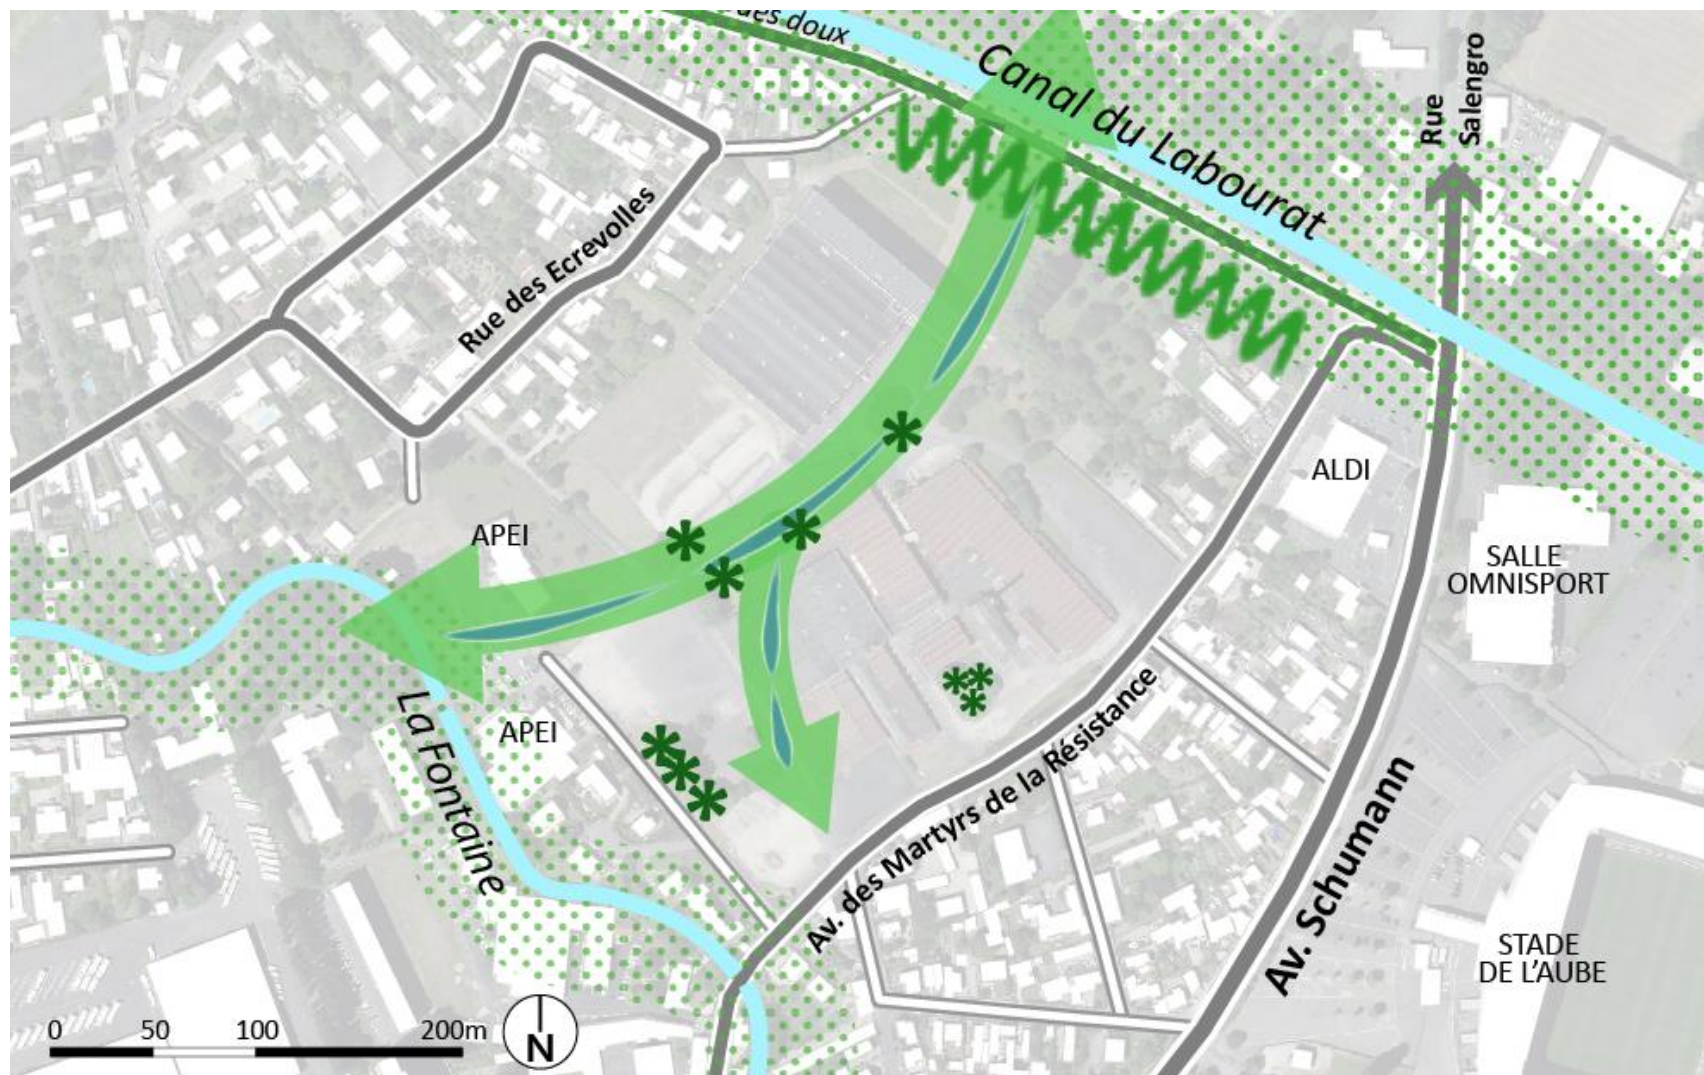 doux
Canal du Labourat
Rue
Salengro
Rue des Ecrevolles
ALDI
APEI
SALLE
OMNISPORT
La Fontaine
APEI
Av. des Martyrs de la Résistance
Av. Schumann
STADE
DE L'AUBE
0 50 100 200m
N